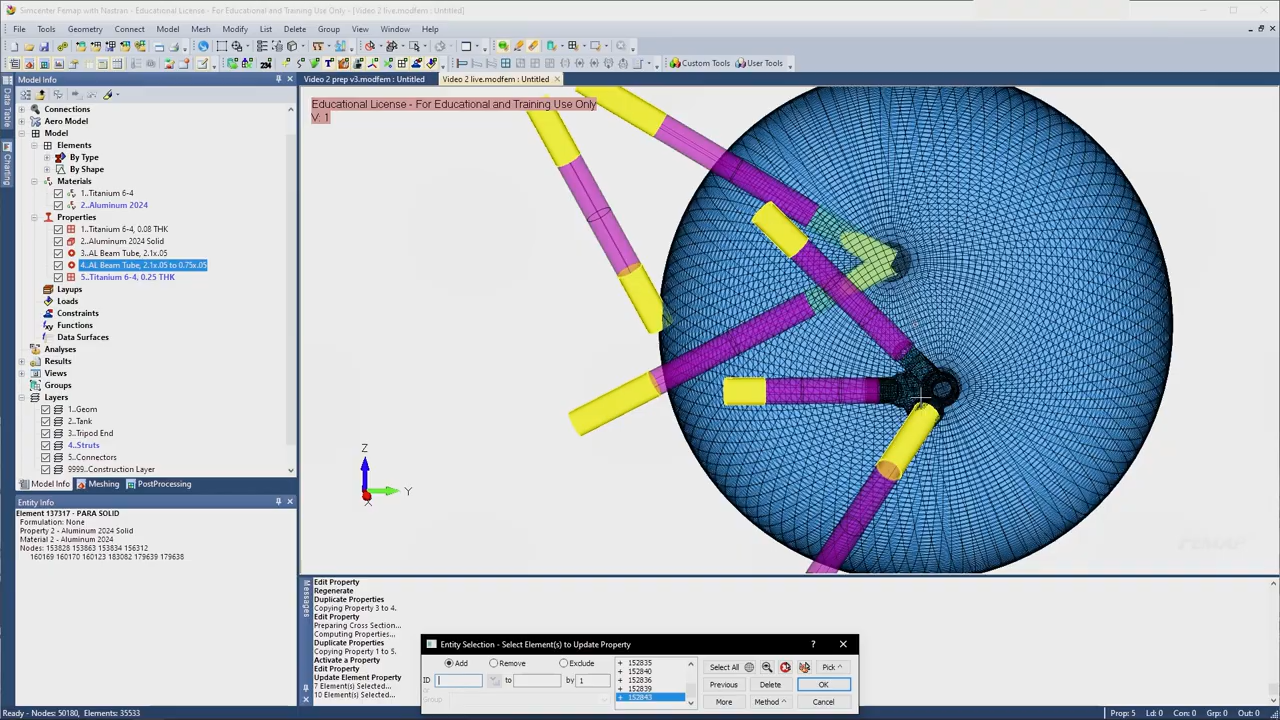 Simcenter Femap with Nastran - Educational License - For Educational and Training Use Only - [Video 2 live.modfem : Untitled]
File Tools Geometry Connect Model Mesh Modify List Delete Group View Window Help
Custom Tools User Tools
Model Info
Video 2 prep v3.modfem : Untitled Video 2 live.modfem : Untitled
Data Table
Charting
Connections
Aero Model
Model
Elements
By Type
By Shape
Materials
1..Titanium 6-4
2..Aluminum 2024
Properties
1..Titanium 6-4, 0.08 THK
2..Aluminum 2024 Solid
3..AL Beam Tube, 2.1x.05
4..AL Beam Tube, 2.1x.05 to 0.75x.05
5..Titanium 6-4, 0.25 THK
Layups
Loads
Constraints
Functions
Data Surfaces
Analyses
Results
Views
Groups
Layers
1..Geom
2..Tank
3..Tripod End
4..Struts
5..Connectors
9999..Construction Layer
Model Info Meshing PostProcessing
Educational License - For Educational and Training Use Only
V: 1
Z
Y
X
FEMAP
Entity Info
Element 137317 - PARA SOLID
Formulation: None
Property 2 - Aluminum 2024 Solid
Material 2 - Aluminum 2024
Nodes: 153828 153863 153834 156312
160169 160170 160123 183082 179639 179638
Messages
Edit Property
Regenerate
Duplicate Properties
Copying Property 3 to 4.
Edit Property
Preparing Cross Section...
Computing Properties...
Duplicate Properties
Copying Property 1 to 5.
Activate a Property
Edit Property
Update Element Property
7 Element(s) Selected...
10 Element(s) Selected...
Entity Selection - Select Element(s) to Update Property
Add Remove Exclude
ID to by 1
or
Group
+ 152835
+ 152840
+ 152836
+ 152839
+ 152843
Select All Pick ^
Previous Delete OK
More Method ^ Cancel
Ready - Nodes: 50180, Elements: 35533
Prop: 5 Ld: 0 Con: 0 Grp: 0 Out: 0